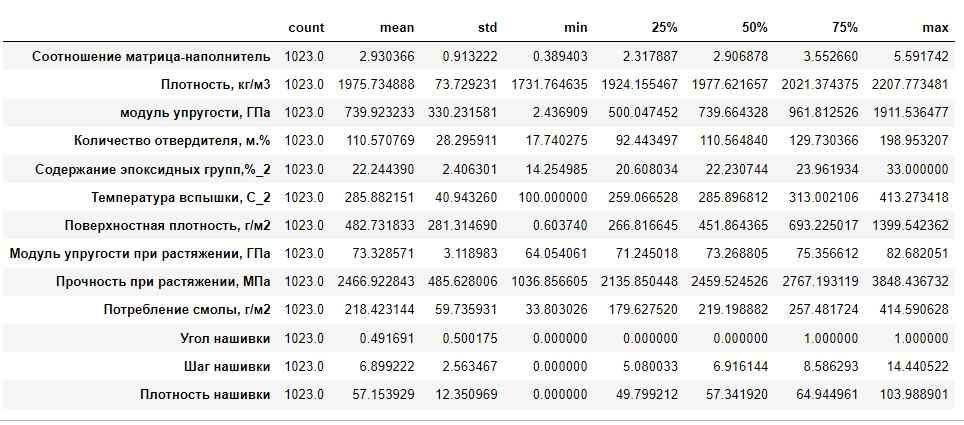 count mean std min 25% 50% 75% max
Соотношение матрица-наполнитель 1023.0 2.930366 0.913222 0.389403 2.317887 2.906878 3.552660 5.591742
Плотность, кг/м3 1023.0 1975.734888 73.729231 1731.764635 1924.155467 1977.621657 2021.374375 2207.773481
модуль упругости, ГПа 1023.0 739.923233 330.231581 2.436909 500.047452 739.664328 961.812526 1911.536477
Количество отвердителя, м.% 1023.0 110.570769 28.295911 17.740275 92.443497 110.564840 129.730366 198.953207
Содержание эпоксидных групп,%_2 1023.0 22.244390 2.406301 14.254985 20.608034 22.230744 23.961934 33.000000
Температура вспышки, С_2 1023.0 285.882151 40.943260 100.000000 259.066528 285.896812 313.002106 413.273418
Поверхностная плотность, г/м2 1023.0 482.731833 281.314690 0.603740 266.816645 451.864365 693.225017 1399.542362
Модуль упругости при растяжении, ГПа 1023.0 73.328571 3.118983 64.054061 71.245018 73.268805 75.356612 82.682051
Прочность при растяжении, МПа 1023.0 2466.922843 485.628006 1036.856605 2135.850448 2459.524526 2767.193119 3848.436732
Потребление смолы, г/м2 1023.0 218.423144 59.735931 33.803026 179.627520 219.198882 257.481724 414.590628
Угол нашивки 1023.0 0.491691 0.500175 0.000000 0.000000 0.000000 1.000000 1.000000
Шаг нашивки 1023.0 6.899222 2.563467 0.000000 5.080033 6.916144 8.586293 14.440522
Плотность нашивки 1023.0 57.153929 12.350969 0.000000 49.799212 57.341920 64.944961 103.988901